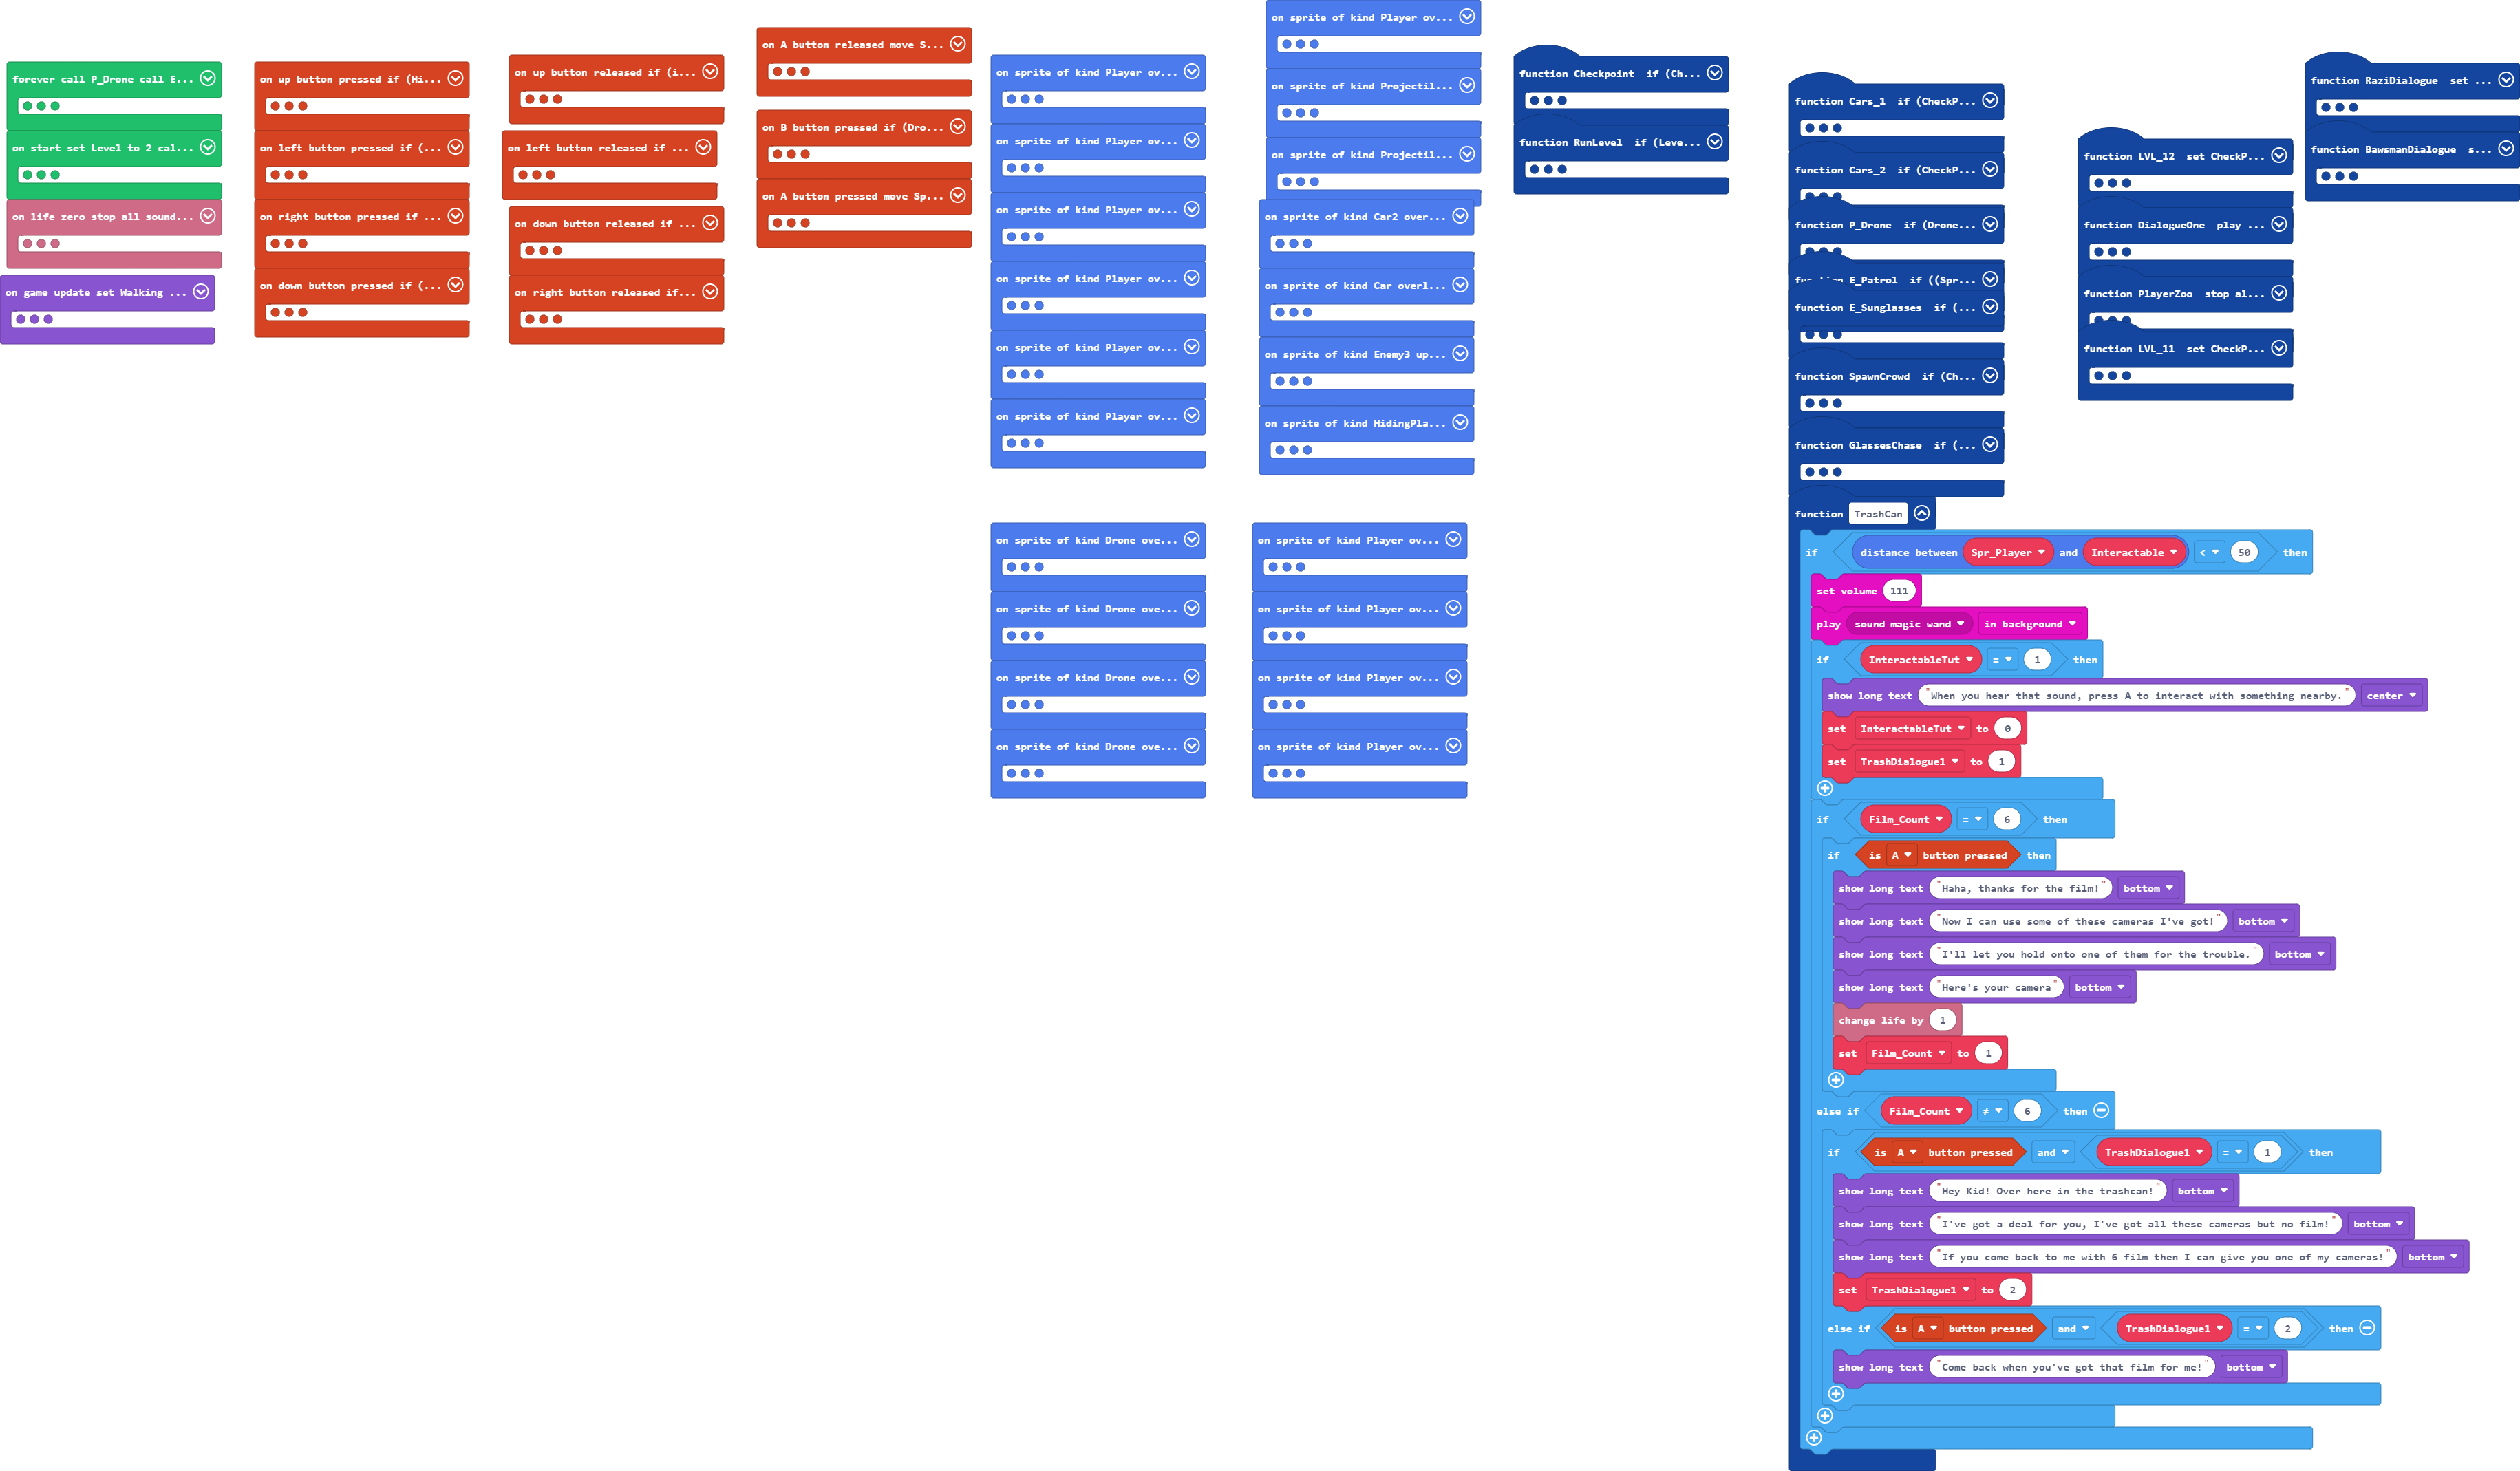 forever call P_Drone call E...
on start set Level to 2 cal...
on life zero stop all sound...
on game update set Walking ...
on up button pressed if (Hi...
on left button pressed if (...
on right button pressed if ...
on down button pressed if (...
on up button released if (i...
on left button released if ...
on down button released if ...
on right button released if...
on A button released move S...
on B button pressed if (Dro...
on A button pressed move Sp...
on sprite of kind Player ov...
on sprite of kind Player ov...
on sprite of kind Player ov...
on sprite of kind Player ov...
on sprite of kind Player ov...
on sprite of kind Player ov...
on sprite of kind Drone ove...
on sprite of kind Drone ove...
on sprite of kind Drone ove...
on sprite of kind Drone ove...
on sprite of kind Player ov...
on sprite of kind Projectil...
on sprite of kind Projectil...
on sprite of kind Car2 over...
on sprite of kind Car overl...
on sprite of kind Enemy3 up...
on sprite of kind HidingPla...
on sprite of kind Player ov...
on sprite of kind Player ov...
on sprite of kind Player ov...
on sprite of kind Player ov...
function Checkpoint if (Ch...
function RunLevel if (Leve...
function Cars_1 if (CheckP...
function Cars_2 if (CheckP...
function P_Drone if (Drone...
function E_Patrol if ((Spr...
function E_Sunglasses if (...
function SpawnCrowd if (Ch...
function GlassesChase if (...
function TrashCan
if distance between Spr_Player and Interactable < 50 then
set volume 111
play sound magic wand in background
if InteractableTut = 1 then
show long text "When you hear that sound, press A to interact with something nearby." center
set InteractableTut to 0
set TrashDialogue1 to 1
if Film_Count = 6 then
if is A button pressed then
show long text "Haha, thanks for the film!" bottom
show long text "Now I can use some of these cameras I've got!" bottom
show long text "I'll let you hold onto one of them for the trouble. " bottom
show long text "Here's your camera" bottom
change life by 1
set Film_Count to 1
else if Film_Count ≠ 6 then
if is A button pressed and TrashDialogue1 = 1 then
show long text "Hey Kid! Over here in the trashcan!" bottom
show long text "I've got a deal for you, I've got all these cameras but no film!" bottom
show long text "If you come back to me with 6 film then I can give you one of my cameras!" bottom
set TrashDialogue1 to 2
else if is A button pressed and TrashDialogue1 = 2 then
show long text "Come back when you've got that film for me!" bottom
function LVL_12 set CheckP...
function DialogueOne play ...
function PlayerZoo stop al...
function LVL_11 set CheckP...
function RaziDialogue set ...
function BawsmanDialogue s...